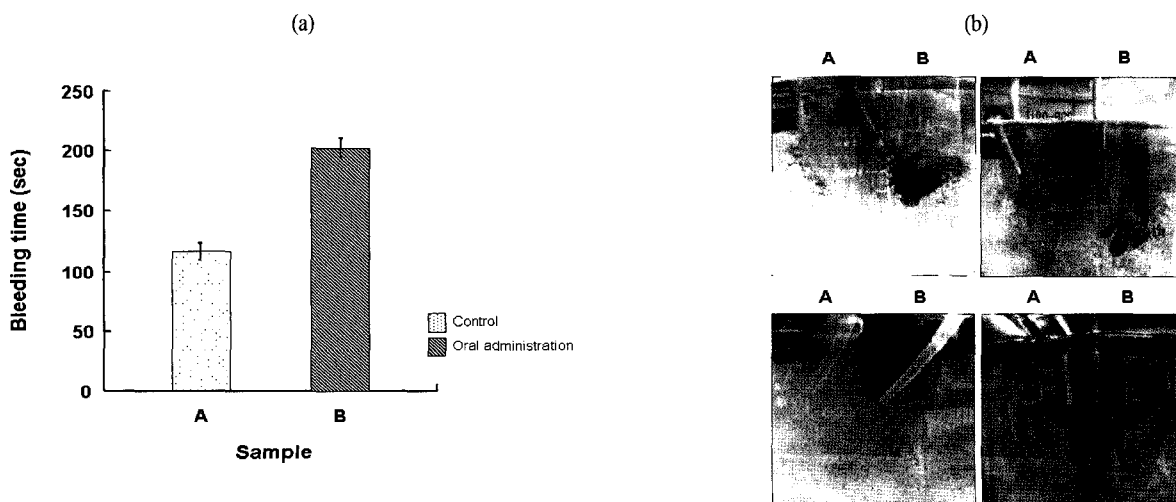 (a)
250
200
150
100
50
0
Bleeding time (sec)
A
B
Sample
Control
Oral administration
(b)
A
B
A
B
A
B
A
B